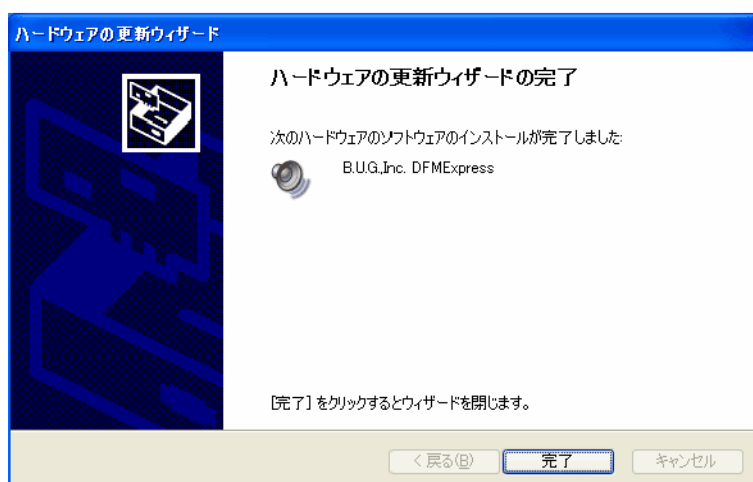 ハードウェアの更新ウィザード
ハードウェアの更新ウィザードの完了
次のハードウェアのソフトウェアのインストールが完了しました:
B.U.G.,Inc. DFMExpress
[完了] をクリックするとウィザードを閉じます。
< 戻る(B) 完了 キャンセル